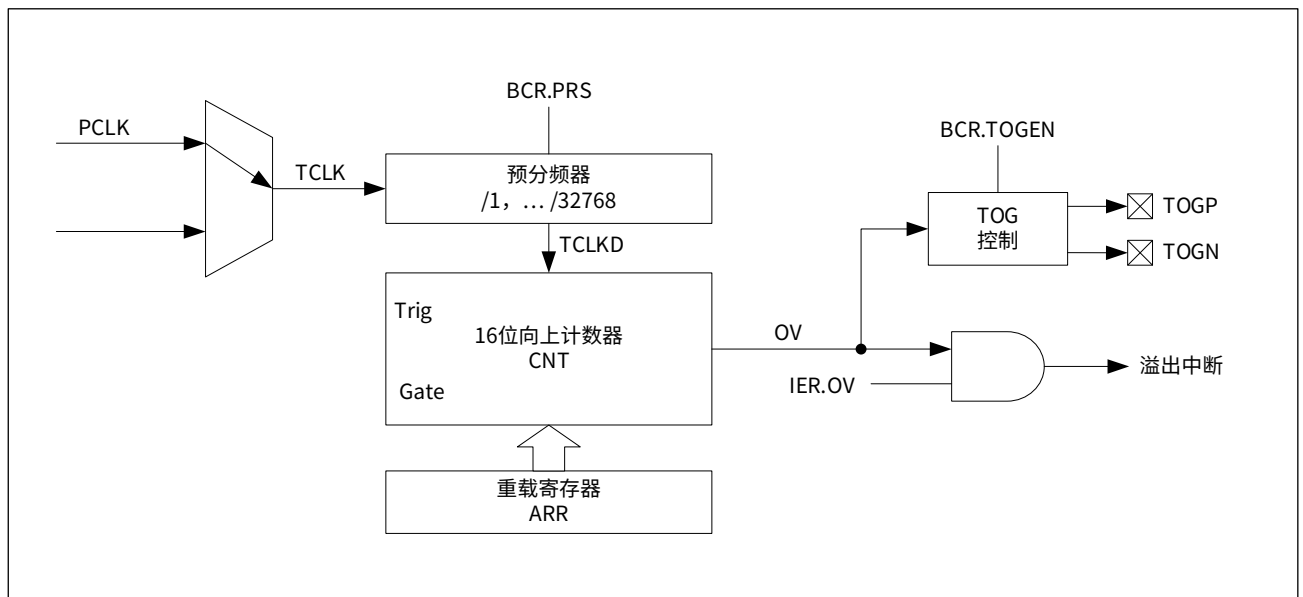 BCR.PRS
PCLK
BCR.TOGEN
TCLK
预分频器
/1，… /32768
TOG
控制
TOGP
TOGN
TCLKD
Trig
16位向上计数器
CNT
Gate
OV
IER.OV
溢出中断
重载寄存器
ARR